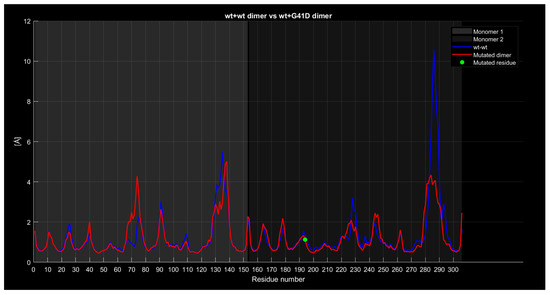 wt+wt dimer vs wt+G41D dimer
12
10
8
6
4
2
0
[Å]
Monomer 1
Monomer 2
wt-wt
Mutated dimer
Mutated residue
0 10 20 30 40 50 60 70 80 90 100 110 120 130 140 150 160 170 180 190 200 210 220 230 240 250 260 270 280 290 300
Residue number